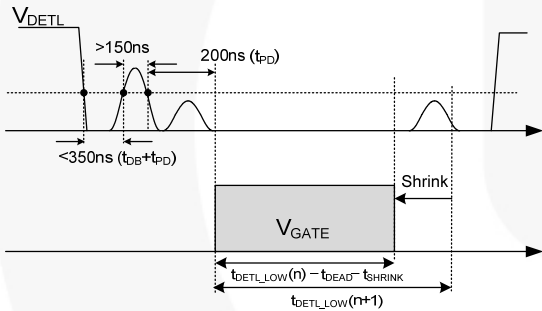 VDETL
>150ns
200ns (tPD)
<350ns (tDB+tPD)
Shrink
VGATE
tDETL_LOW(n) – tDEAD– tSHRINK
tDETL_LOW(n+1)